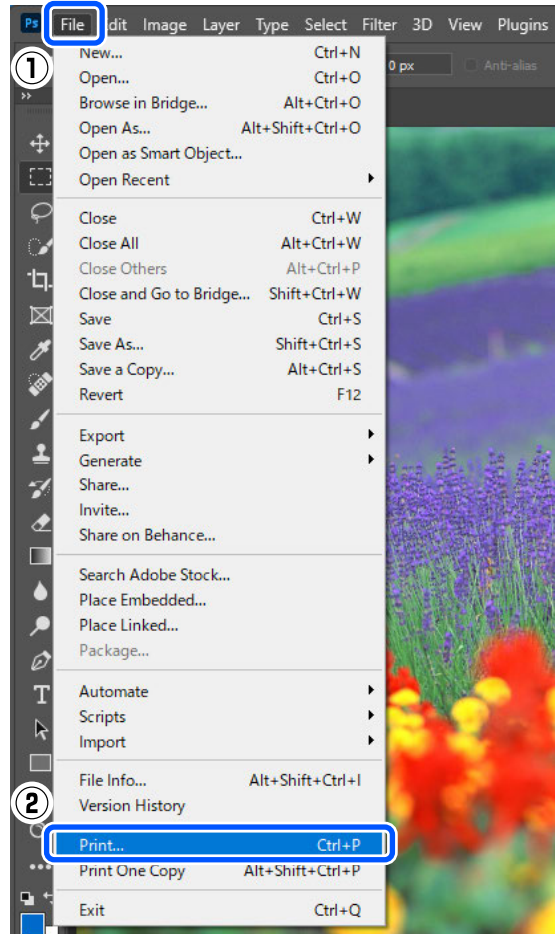 Ps File Edit Image Layer Type Select Filter 3D View Plugins
①
0 px Anti-alias
New... Ctrl+N
Open... Ctrl+O
Browse in Bridge... Alt+Ctrl+O
Open As... Alt+Shift+Ctrl+O
Open as Smart Object...
Open Recent
Close Ctrl+W
Close All Alt+Ctrl+W
Close Others Alt+Ctrl+P
Close and Go to Bridge... Shift+Ctrl+W
Save Ctrl+S
Save As... Shift+Ctrl+S
Save a Copy... Alt+Ctrl+S
Revert F12
Export
Generate
Share...
Invite...
Share on Behance...
Search Adobe Stock...
Place Embedded...
Place Linked...
Package...
Automate
Scripts
Import
File Info... Alt+Shift+Ctrl+I
②
Version History
Print... Ctrl+P
Print One Copy Alt+Shift+Ctrl+P
Exit Ctrl+Q